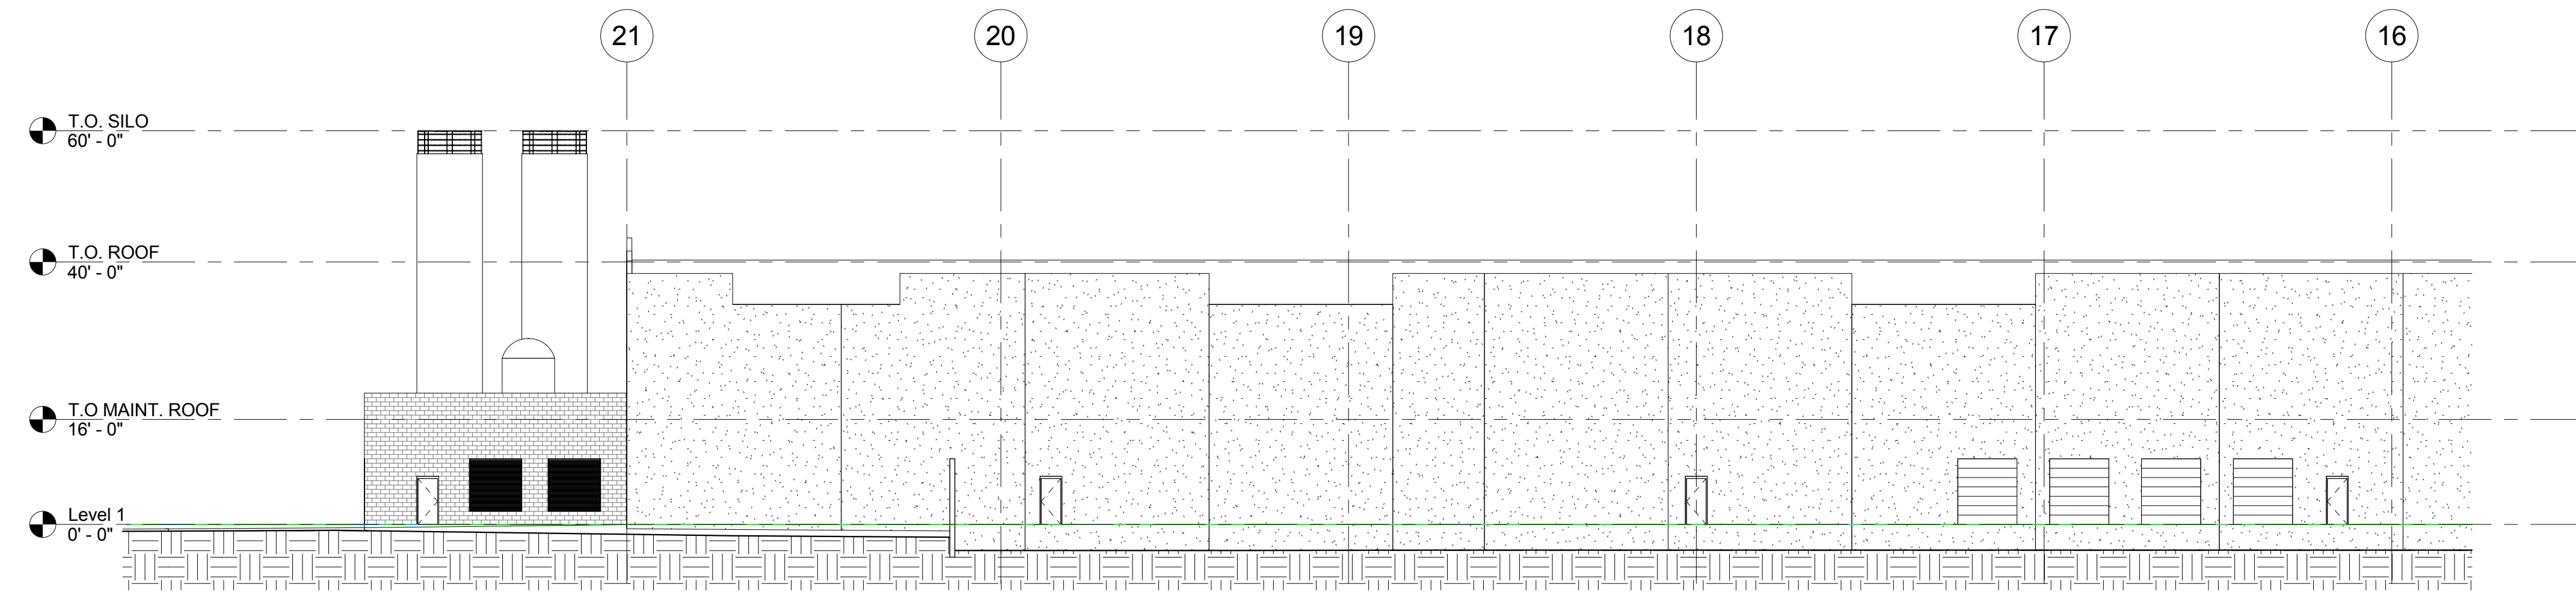 21 20 19 18 17 16
T.O. SILO
60' - 0"
T.O. ROOF
40' - 0"
T.O MAINT. ROOF
16' - 0"
Level 1
0' - 0"